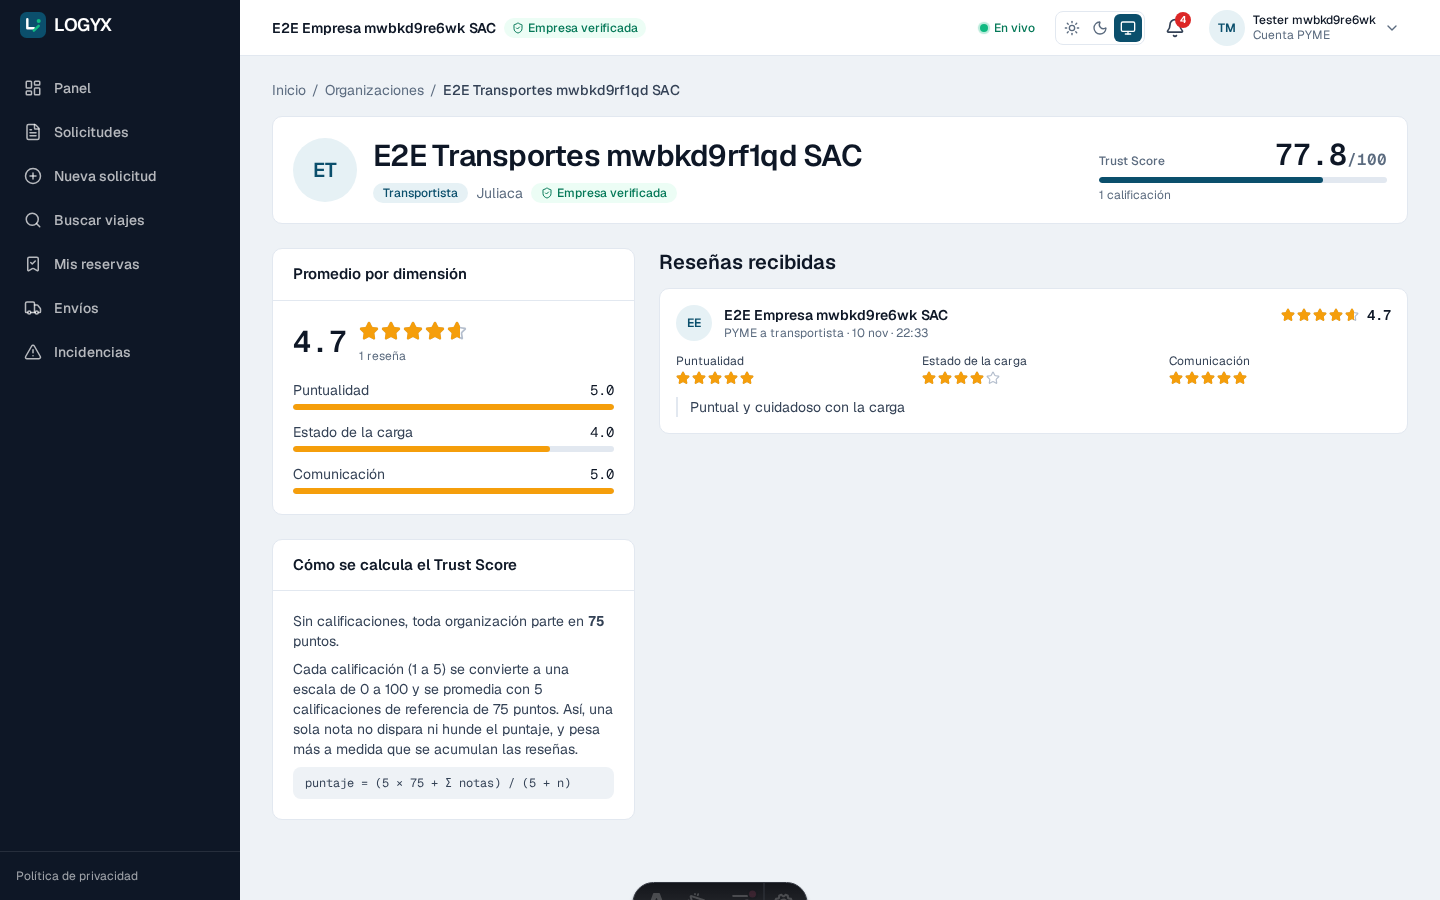 LOGYX
Panel
Solicitudes
Nueva solicitud
Buscar viajes
Mis reservas
Envíos
Incidencias
Política de privacidad
E2E Empresa mwbkd9re6wk SAC
Empresa verificada
En vivo
4
TM
Tester mwbkd9re6wk
Cuenta PYME
Inicio / Organizaciones / E2E Transportes mwbkd9rf1qd SAC
ET
E2E Transportes mwbkd9rf1qd SAC
Transportista Juliaca Empresa verificada
Trust Score 77.8/100
1 calificación
Promedio por dimensión
4.7
1 reseña
Puntualidad 5.0
Estado de la carga 4.0
Comunicación 5.0
Cómo se calcula el Trust Score
Sin calificaciones, toda organización parte en 75
puntos.
Cada calificación (1 a 5) se convierte a una
escala de 0 a 100 y se promedia con 5
calificaciones de referencia de 75 puntos. Así, una
sola nota no dispara ni hunde el puntaje, y pesa
más a medida que se acumulan las reseñas.
puntaje = (5 × 75 + Σ notas) / (5 + n)
Reseñas recibidas
EE
E2E Empresa mwbkd9re6wk SAC
4.7
PYME a transportista · 10 nov · 22:33
Puntualidad Estado de la carga Comunicación
Puntual y cuidadoso con la carga